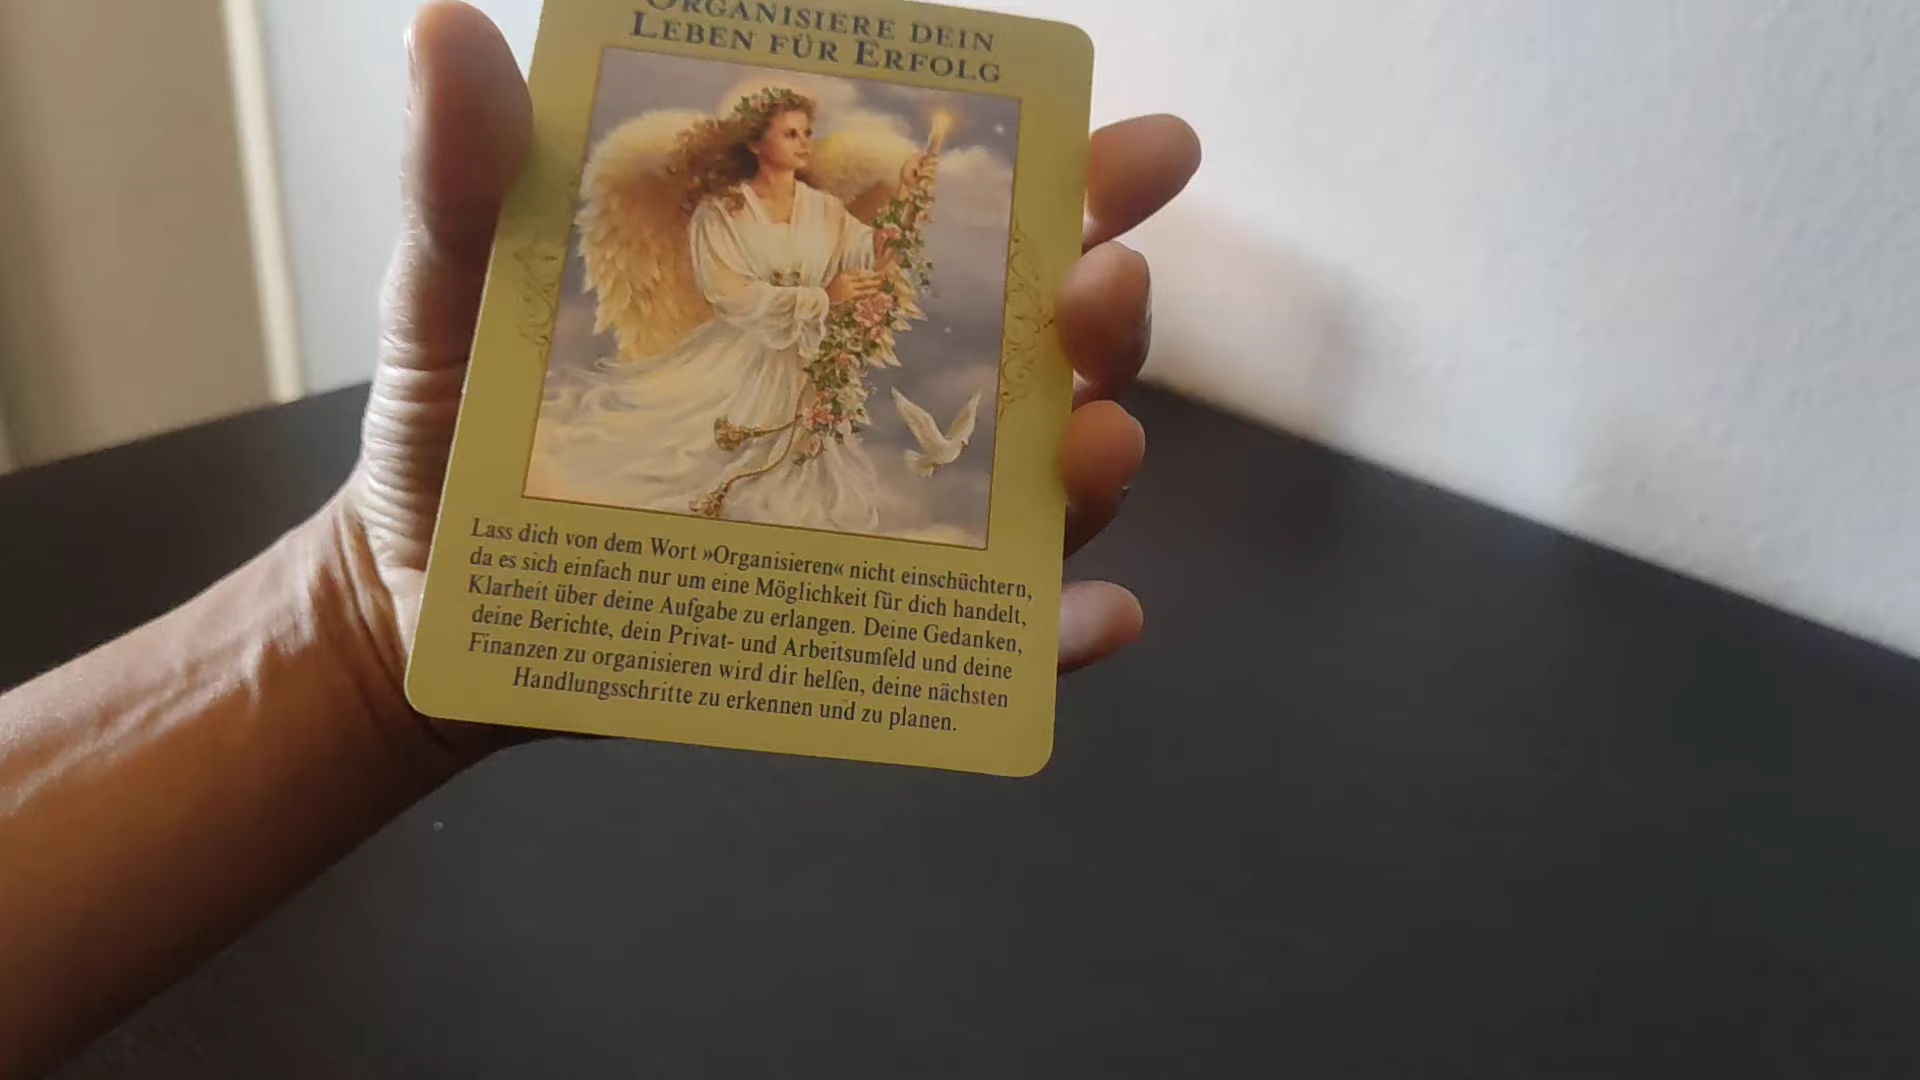 ORGANISIERE DEIN
LEBEN FÜR ERFOLG
Lass dich von dem Wort »Organisieren« nicht einschüchtern,
da es sich einfach nur um eine Möglichkeit für dich handelt,
Klarheit über deine Aufgabe zu erlangen. Deine Gedanken,
deine Berichte, dein Privat- und Arbeitsumfeld und deine
Finanzen zu organisieren wird dir helfen, deine nächsten
Handlungsschritte zu erkennen und zu planen.